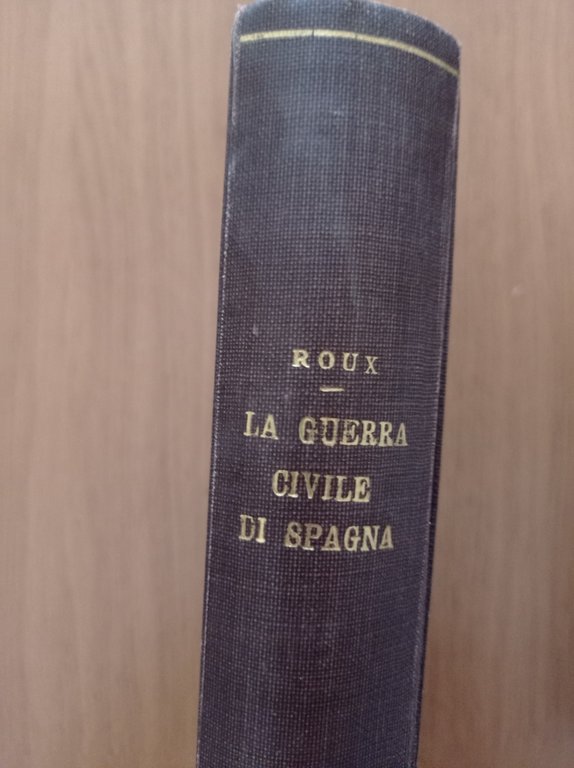 ROUX
LA GUERRA
CIVILE
DI SPAGNA